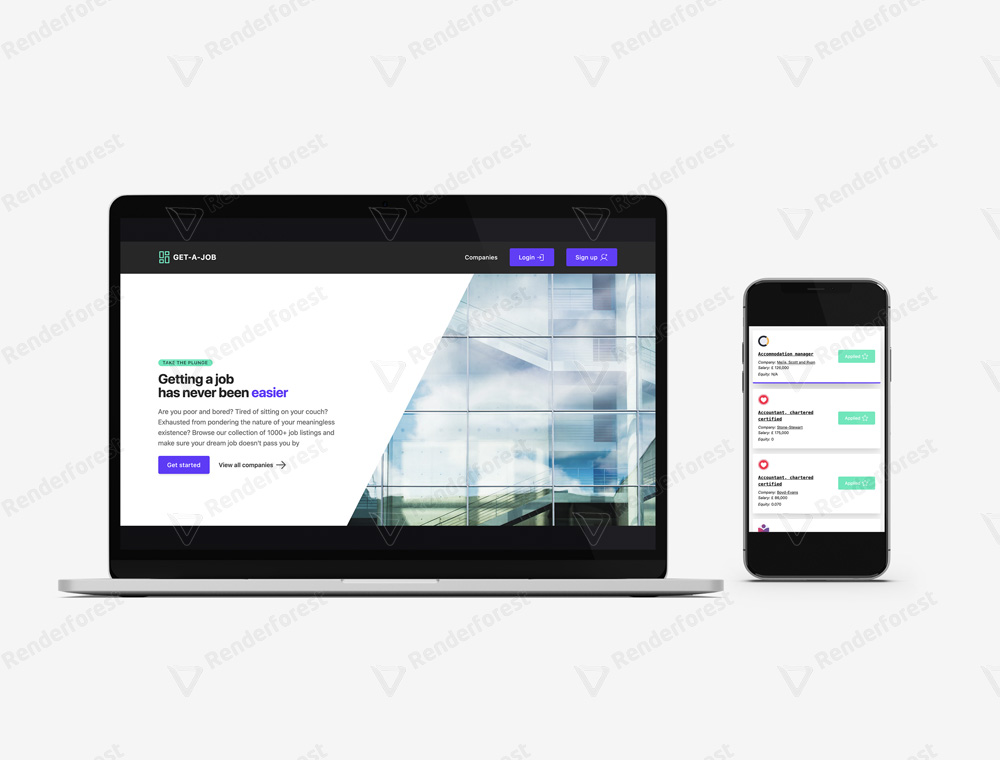 Renderforest
GET-A-JOB
Companies
Login
Sign up
TAKE THE PLUNGE
Getting a job
has never been easier
Are you poor and bored? Tired of sitting on your couch?
Exhausted from pondering the nature of your meaningless
existence? Browse our collection of 1000+ job listings and
make sure your dream job doesn't pass you by
Get started
View all companies
Accommodation manager
Company: Mejia, Scott and Ryan
Salary: $ 126,000
Equity: N/A
Applied
Accountant, chartered
certified
Company: Stone-Stewart
Salary: $ 175,000
Equity: 0
Applied
Accountant, chartered
certified
Company: Boyd-Evans
Salary: $ 86,000
Equity: 0.070
Applied